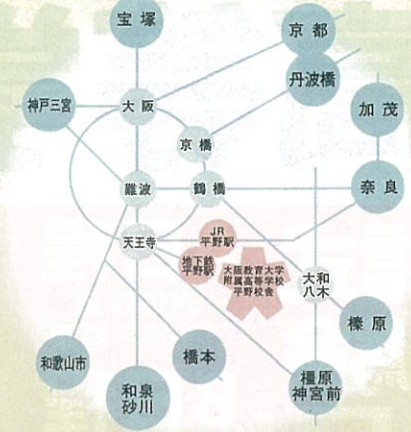 宝塚
京都
丹波橋
神戸三宮
大阪
加茂
京橋
難波
鶴橋
奈良
天王寺
JR
平野駅
地下鉄
平野駅
大阪教育大学
附属高等学校
平野校舎
大和
八木
榛原
和歌山市
橋本
和泉
砂川
橿原
神宮前